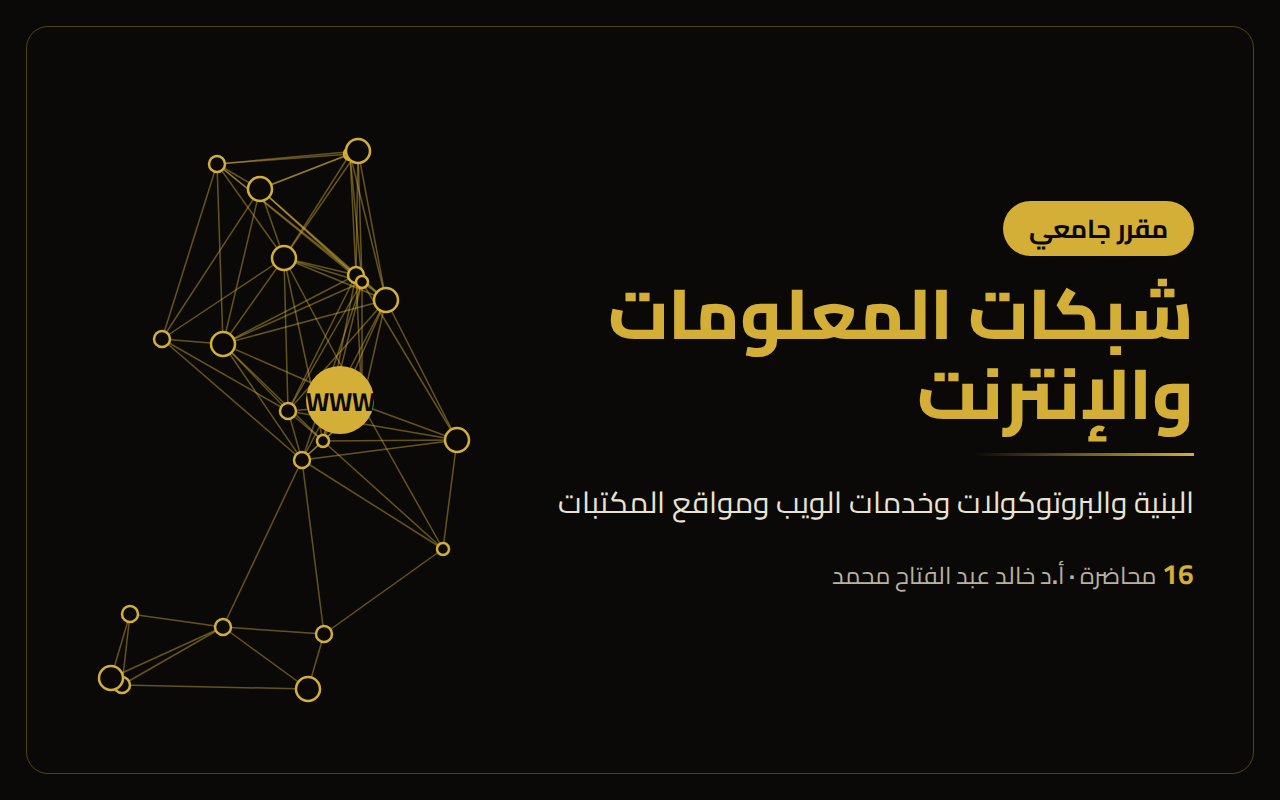 مقرر جامعي
شبكات المعلومات
والإنترنت
البنية والبروتوكولات وخدمات الويب ومواقع المكتبات
16 محاضرة · أ.د خالد عبد الفتاح محمد
WWW